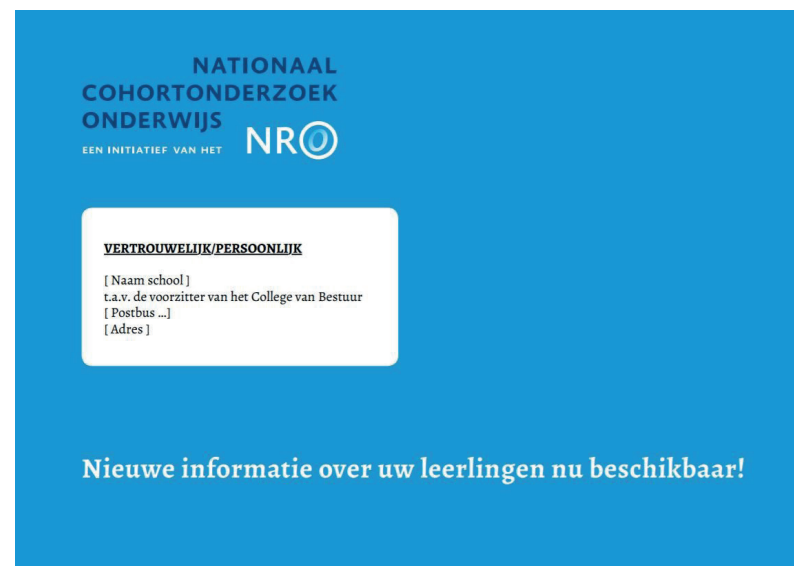 NATIONAAL
COHORTONDERZOEK
ONDERWIJS
EEN INITIATIEF VAN HET NRO
VERTROUWELIJK/PERSOONLIJK
[ Naam school ]
t.a.v. de voorzitter van het College van Bestuur
[ Postbus ...]
[ Adres ]
Nieuwe informatie over uw leerlingen nu beschikbaar!